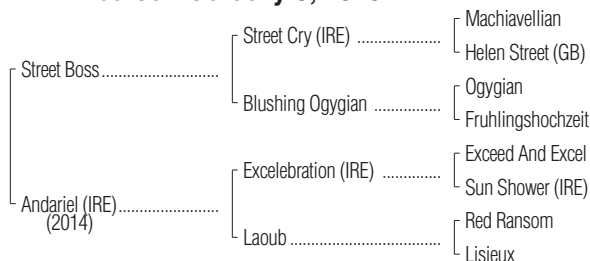 Machiavellian
Street Cry (IRE) ..................
Helen Street (GB)
Street Boss.............................
Ogygian
Blushing Ogygian ................
Fruhlingshochzeit
Exceed And Excel
Excelebration (IRE) ..............
Sun Shower (IRE)
Andariel (IRE).........................
(2014)
Red Ransom
Laoub .....................................
Lisieux